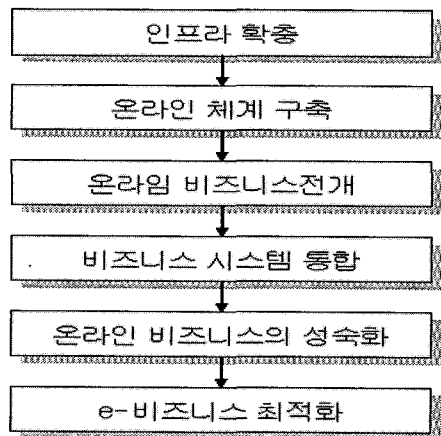 인프라 확충
온라인 체계 구축
온라임 비즈니스전개
비즈니스 시스템 통합
온라인 비즈니스의 성숙화
e-비즈니스 최적화